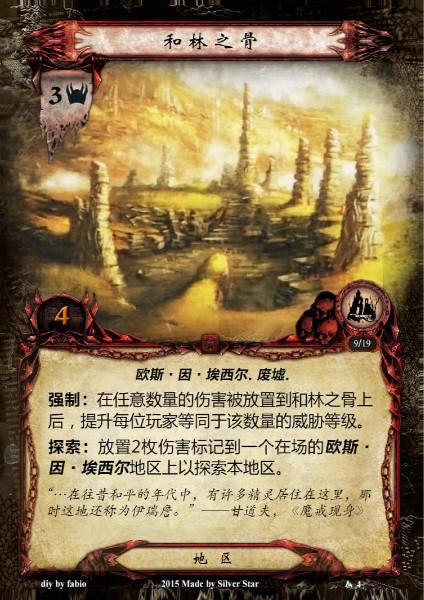 和林之骨
3
4
9/19
欧斯·因·埃西尔. 废墟.
强制：在任意数量的伤害被放置到和林之骨上
后，提升每位玩家等同于该数量的威胁等级。
探索：放置2枚伤害标记到一个在场的欧斯·
因·埃西尔地区上以探索本地区。
“…在往昔和平的年代中，有许多精灵居住在这里，那
时这地还称为伊瑞詹。”——甘道夫，《魔戒现身》
地区
diy by fabio
2015 Made by Silver Star
4